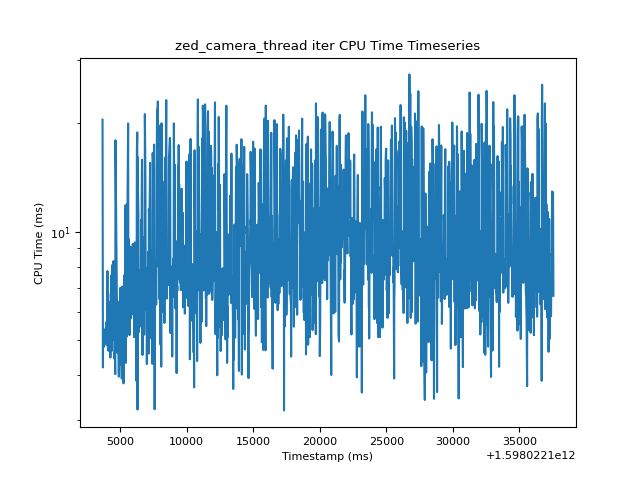 zed_camera_thread iter CPU Time Timeseries
CPU Time (ms)
10¹
5000 10000 15000 20000 25000 30000 35000
Timestamp (ms)
+1.5980221e12